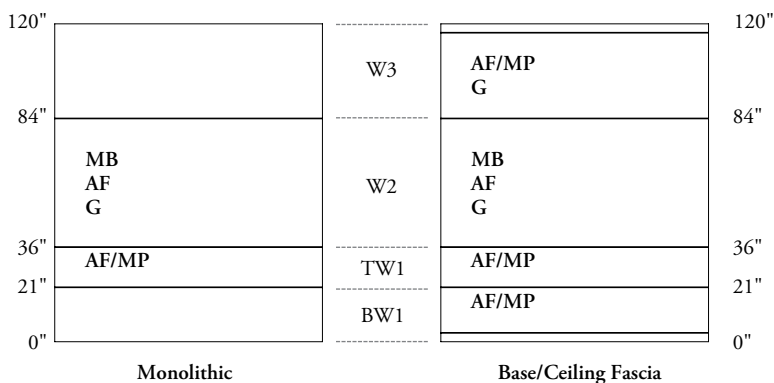 120" 120"
W3 AF/MP
G
84" 84"
MB W2 MB
AF AF
G G
36" 36"
AF/MP TW1 AF/MP
21" 21"
BW1 AF/MP
0" 0"
Monolithic Base/Ceiling Fascia